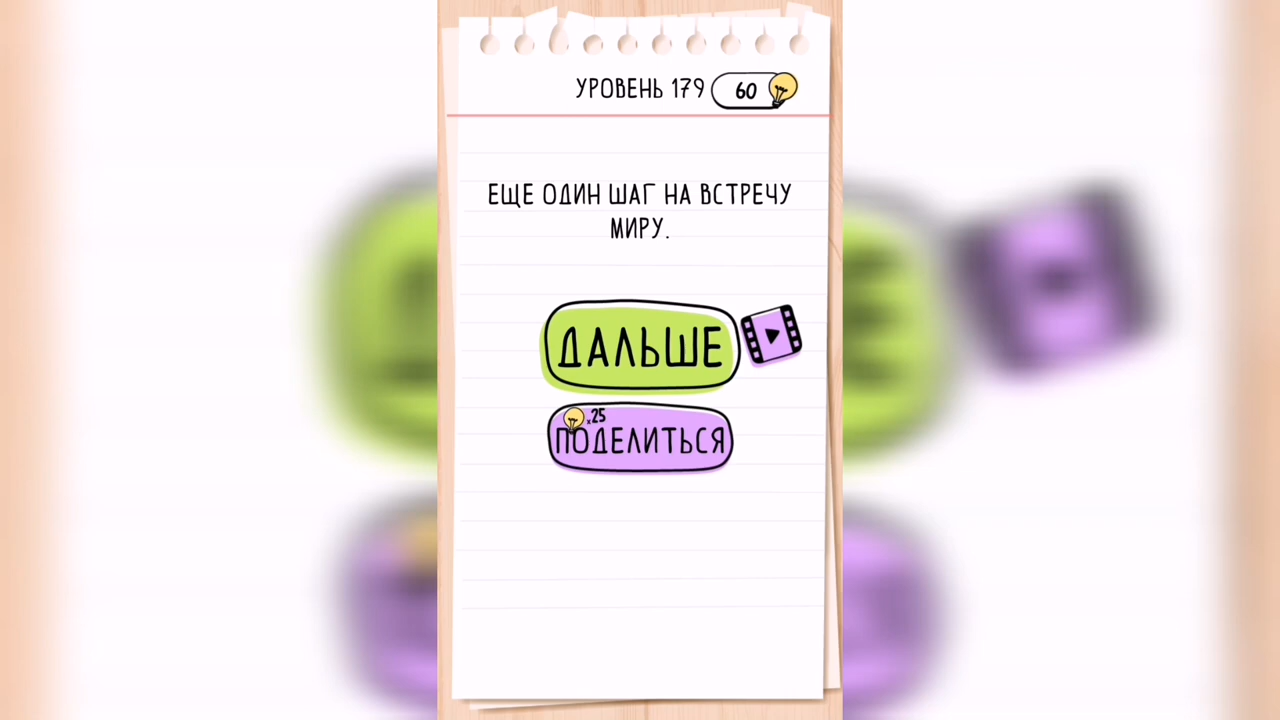 УРОВЕНЬ 179 60
ЕЩЕ ОДИН ШАГ НА ВСТРЕЧУ
МИРУ.
ДАЛЬШЕ
x25
ПОДЕЛИТЬСЯ